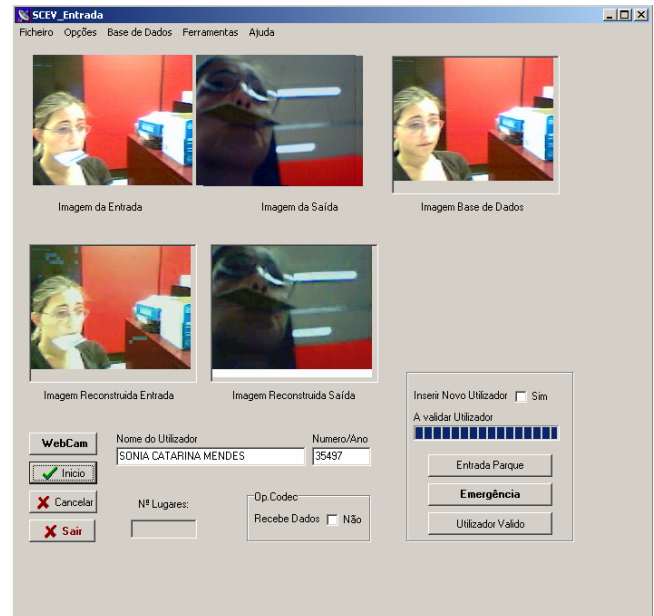 SCEV_Entrada
Ficheiro Opções Base de Dados Ferramentas Ajuda
Imagem da Entrada Imagem da Saída Imagem Base de Dados
Imagem Reconstruida Entrada Imagem Reconstruida Saída
Inserir Novo Utilizador Sim
A validar Utilizador
WebCam Nome do Utilizador Numero/Ano
SONIA CATARINA MENDES 35497
Inicio Entrada Parque
Cancelar Nº Lugares: Op.Codec Emergência
Recebe Dados Não
Sair Utilizador Valido